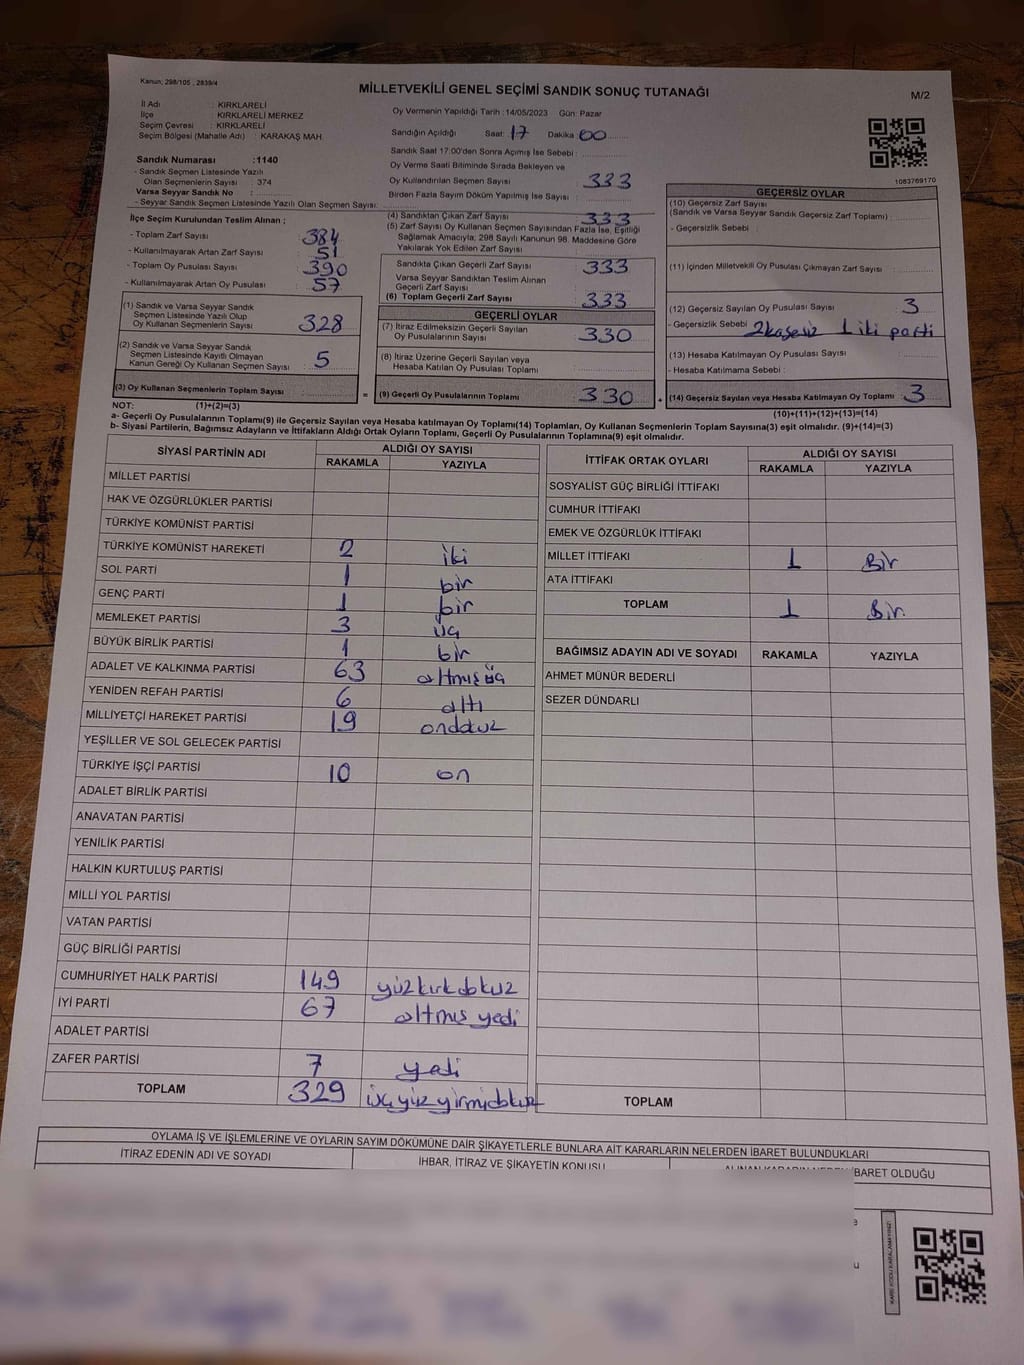 Kanun; 298/105 , 2839/4
MİLLETVEKİLİ GENEL SEÇİMİ SANDIK SONUÇ TUTANAĞI
M/2
İl Adı : KIRKLARELİ
İlçe : KIRKLARELİ MERKEZ
Seçim Çevresi : KIRKLARELİ
Seçim Bölgesi (Mahalle Adı) : KARAKAŞ MAH.
Sandık Numarası :1140
- Sandık Seçmen Listesinde Yazılı
Olan Seçmenlerin Sayısı : 374
Varsa Seyyar Sandık No :
- Seyyar Sandık Seçmen Listesinde Yazılı Olan Seçmen Sayısı:
İlçe Seçim Kurulundan Teslim Alınan ;
- Toplam Zarf Sayısı 384
- Kullanılmayarak Artan Zarf Sayısı 51
- Toplam Oy Pusulası Sayısı 390
- Kullanılmayarak Artan Oy Pusulası 57
(1) Sandık ve Varsa Seyyar Sandık
Seçmen Listesinde Yazılı Olup
Oy Kullanan Seçmenlerin Sayısı 328
(2) Sandık ve Varsa Seyyar Sandık
Seçmen Listesinde Kayıtlı Olmayan
Kanun Gereği Oy Kullanan Seçmen Sayısı 5
(3) Oy Kullanan Seçmenlerin Toplam Sayısı
Oy Vermenin Yapıldığı Tarih :14/05/2023 Gün: Pazar
Sandığın Açıldığı Saat: 17 Dakika 00
Sandık Saat 17:00'den Sonra Açımış İse Sebebi :
Oy Verme Saati Bitiminde Sırada Bekleyen ve
Oy Kullandırılan Seçmen Sayısı 333
Birden Fazla Sayım Döküm Yapılmış İse Sayısı :
(4) Sandıktan Çıkan Zarf Sayısı 333
(5) Zarf Sayısı Oy Kullanan Seçmen Sayısından Fazla İse, Eşitliği
Sağlamak Amacıyla, 298 Sayılı Kanunun 98. Maddesine Göre
Yakılarak Yok Edilen Zarf Sayısı
Sandıkta Çıkan Geçerli Zarf Sayısı 333
Varsa Seyyar Sandıktan Teslim Alınan
Geçerli Zarf Sayısı
(6) Toplam Geçerli Zarf Sayısı 333
GEÇERLİ OYLAR
(7) İtiraz Edilmeksizin Geçerli Sayılan
Oy Pusulalarının Sayısı 330
(8) İtiraz Üzerine Geçerli Sayılan veya
Hesaba Katılan Oy Pusulası Toplamı
= (9) Geçerli Oy Pusulalarının Toplamı 330
1083769170
GEÇERSİZ OYLAR
(10) Geçersiz Zarf Sayısı
(Sandık ve Varsa Seyyar Sandık Geçersiz Zarf Toplamı) :
- Geçersizlik Sebebi :
(11) İçinden Milletvekili Oy Pusulası Çıkmayan Zarf Sayısı
(12) Geçersiz Sayılan Oy Pusulası Sayısı 3
- Geçersizlik Sebebi : 2kaşesiz 1 iki parti
(13) Hesaba Katılmayan Oy Pusulası Sayısı
- Hesaba Katılmama Sebebi :
+ (14) Geçersiz Sayılan veya Hesaba Katılmayan Oy Toplamı 3
NOT: (1)+(2)=(3)
(10)+(11)+(12)+(13)=(14)
a- Geçerli Oy Pusulalarının Toplamı(9) ile Geçersiz Sayılan veya Hesaba katılmayan Oy Toplamı(14) Toplamları, Oy Kullanan Seçmenlerin Toplam Sayısına(3) eşit olmalıdır. (9)+(14)=(3)
b- Siyasi Partilerin, Bağımsız Adayların ve İttifakların Aldığı Ortak Oyların Toplamı, Geçerli Oy Pusulalarının Toplamına(9) eşit olmalıdır.
SİYASİ PARTİNİN ADI ALDIĞI OY SAYISI
RAKAMLA YAZIYLA
MİLLET PARTİSİ
HAK VE ÖZGÜRLÜKLER PARTİSİ
TÜRKİYE KOMÜNİST PARTİSİ
TÜRKİYE KOMÜNİST HAREKETİ 2 iki
SOL PARTİ 1 bir
GENÇ PARTİ 1 bir
MEMLEKET PARTİSİ 3 üç
BÜYÜK BİRLİK PARTİSİ 1 bir
ADALET VE KALKINMA PARTİSİ 63 altmışüç
YENİDEN REFAH PARTİSİ 6 altı
MİLLİYETÇİ HAREKET PARTİSİ 19 ondokuz
YEŞİLLER VE SOL GELECEK PARTİSİ
TÜRKİYE İŞÇİ PARTİSİ 10 on
ADALET BİRLİK PARTİSİ
ANAVATAN PARTİSİ
YENİLİK PARTİSİ
HALKIN KURTULUŞ PARTİSİ
MİLLİ YOL PARTİSİ
VATAN PARTİSİ
GÜÇ BİRLİĞİ PARTİSİ
CUMHURİYET HALK PARTİSİ 149 yüzkırkdokuz
İYİ PARTİ 67 altmış yedi
ADALET PARTİSİ
ZAFER PARTİSİ 7 yedi
TOPLAM 329 üçyüzyirmidokuz
İTTİFAK ORTAK OYLARI ALDIĞI OY SAYISI
RAKAMLA YAZIYLA
SOSYALİST GÜÇ BİRLİĞİ İTTİFAKI
CUMHUR İTTİFAKI
EMEK VE ÖZGÜRLÜK İTTİFAKI
MİLLET İTTİFAKI 1 Bir
ATA İTTİFAKI
TOPLAM 1 Bir
BAĞIMSIZ ADAYIN ADI VE SOYADI RAKAMLA YAZIYLA
AHMET MÜNÜR BEDERLİ
SEZER DÜNDARLI
TOPLAM
OYLAMA İŞ VE İŞLEMLERİNE VE OYLARIN SAYIM DÖKÜMÜNE DAİR ŞİKAYETLERLE BUNLARA AİT KARARLARIN NELERDEN İBARET BULUNDUKLARI
İTİRAZ EDENİN ADI VE SOYADI
İHBAR, İTİRAZ VE ŞİKAYETİN KONUSU
ALINAN KARARIN NEDEN İBARET OLDUĞU
KARE KODU KARALAMAYINIZ!